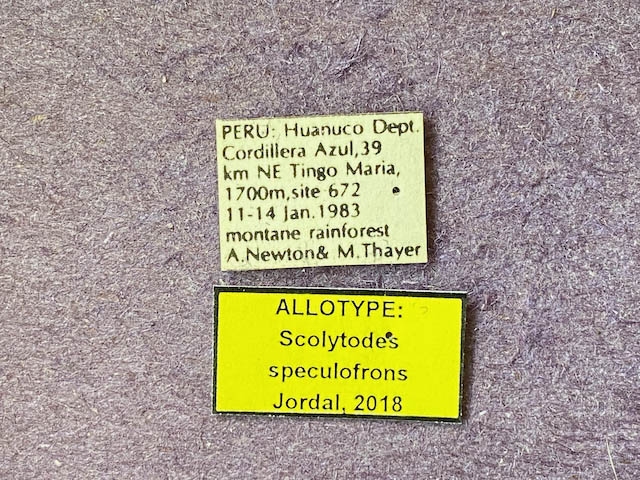 PERU: Huanuco Dept.
Cordillera Azul,39
km NE Tingo Maria,
1700m,site 672
11-14 Jan.1983
montane rainforest
A.Newton& M.Thayer
ALLOTYPE:
Scolytodes
speculofrons
Jordal, 2018